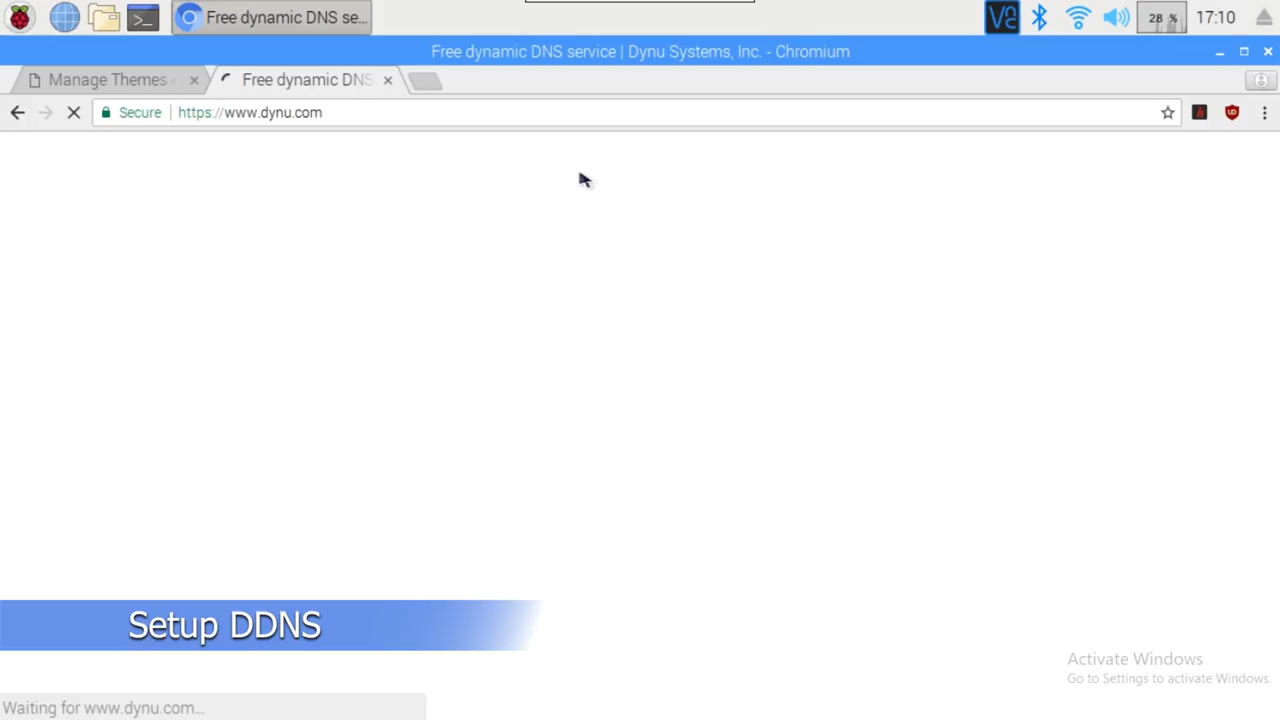 Free dynamic DNS se...
28 %
17:10
Free dynamic DNS service | Dynu Systems, Inc. - Chromium
Manage Themes
Free dynamic DNS
Secure
https://www.dynu.com
Setup DDNS
Activate Windows
Go to Settings to activate Windows.
Waiting for www.dynu.com...